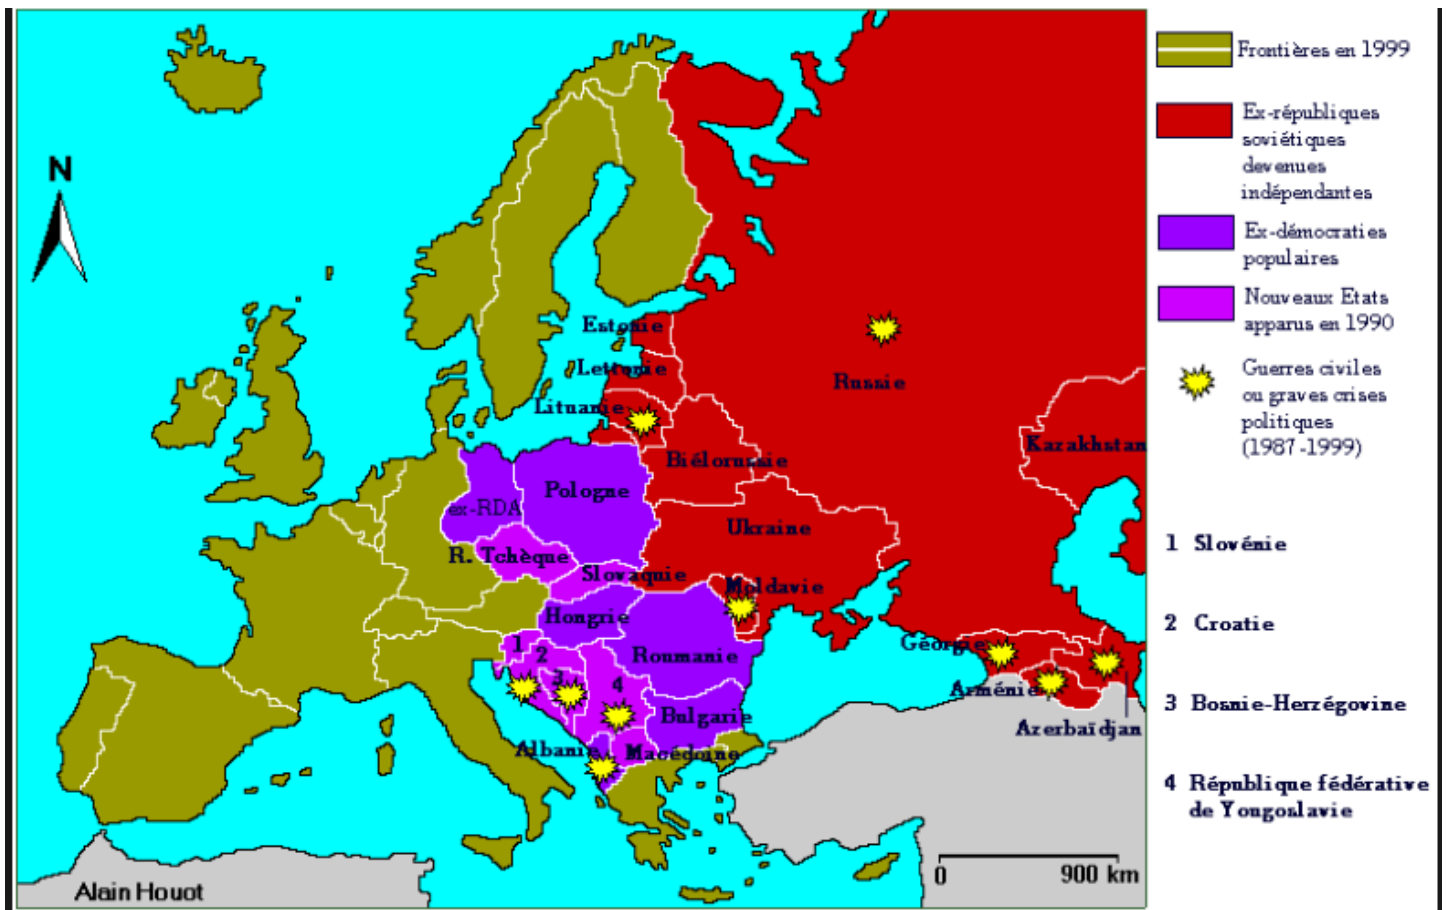 N
Estonie
Lettonie
Lituanie
Russie
Biélorussie
Kazakhstan
Pologne
ex-RDA
Ukraine
R. Tchèque
Slovaquie
Moldavie
Hongrie
Roumanie
Géorgie
1
2
3
4
Arménie
Bulgarie
Azerbaïdjan
Albanie
Macédoine
Alain Houot
0
900 km
Frontières en 1999
Ex-républiques
soviétiques
devenues
indépendantes
Ex-démocraties
populaires
Nouveaux Etats
apparus en 1990
Guerres civiles
ou graves crises
politiques
(1987-1999)
1 Slovénie
2 Croatie
3 Bosnie-Herzégovine
4 République fédérative
de Yougoslavie